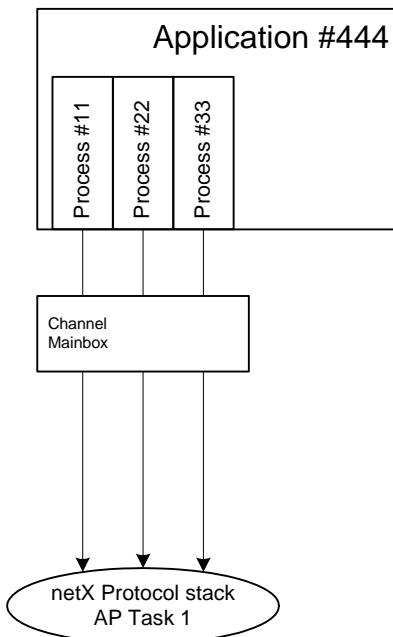 Application #444
Process #11
Process #22
Process #33
Channel
Mainbox
netX Protocol stack
AP Task 1